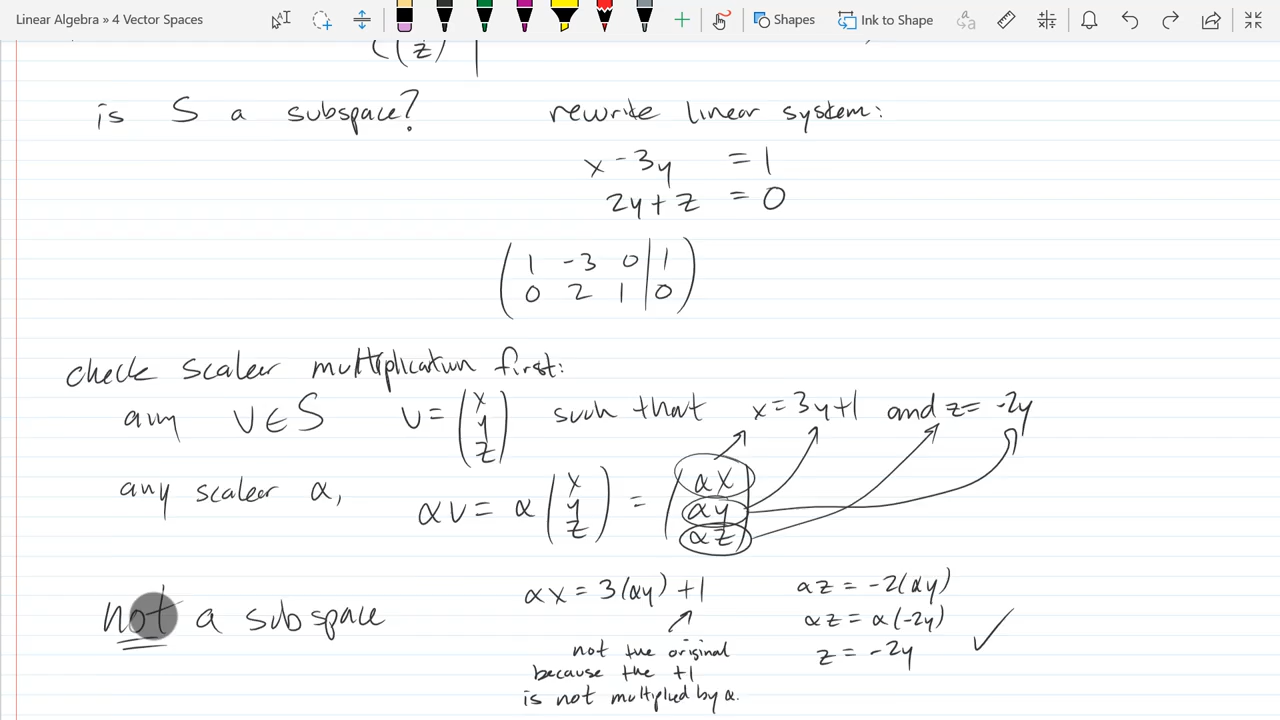 Linear Algebra » 4 Vector Spaces
Shapes
Ink to Shape
(z)
is S a subspace?
rewrite linear system:
x - 3y = 1
2y + z = 0
1 -3 0 | 1
0 2 1 | 0
check scaler multiplication first:
any v ∈ S v = (x y z) such that x = 3y+1 and z = -2y
any scaler α, αv = α (x y z) = (αx αy αz)
αx = 3(αy) + 1
not the original
because the +1
is not multiplied by α.
αz = -2(αy)
αz = α(-2y)
z = -2y ✓
not a subspace